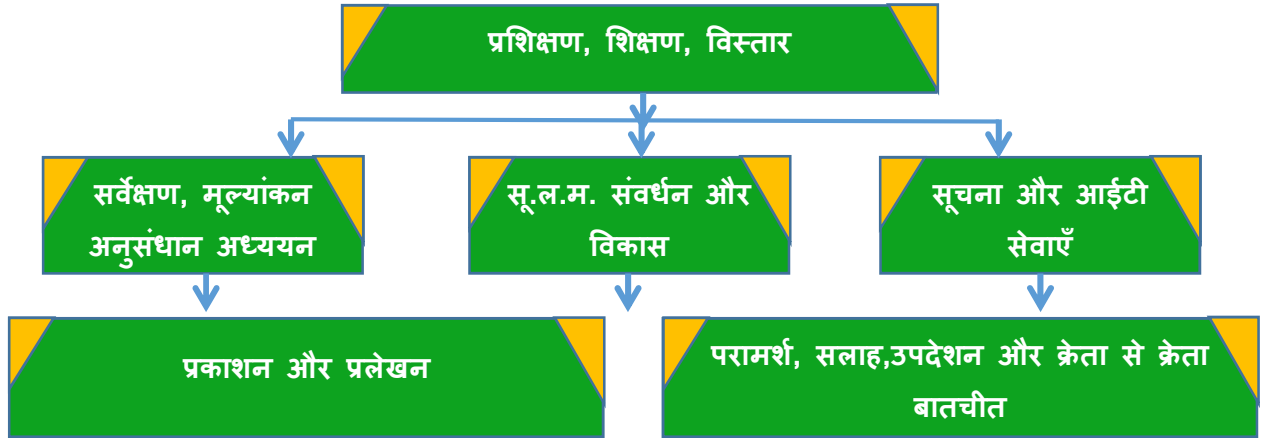 प्रशिक्षण, शिक्षण, विस्तार
सर्वेक्षण, मूल्यांकन
अनुसंधान अध्ययन
सू.ल.म. संवर्धन और
विकास
सूचना और आईटी
सेवाएँ
प्रकाशन और प्रलेखन
परामर्श, सलाह,उपदेशन और क्रेता से क्रेता
बातचीत